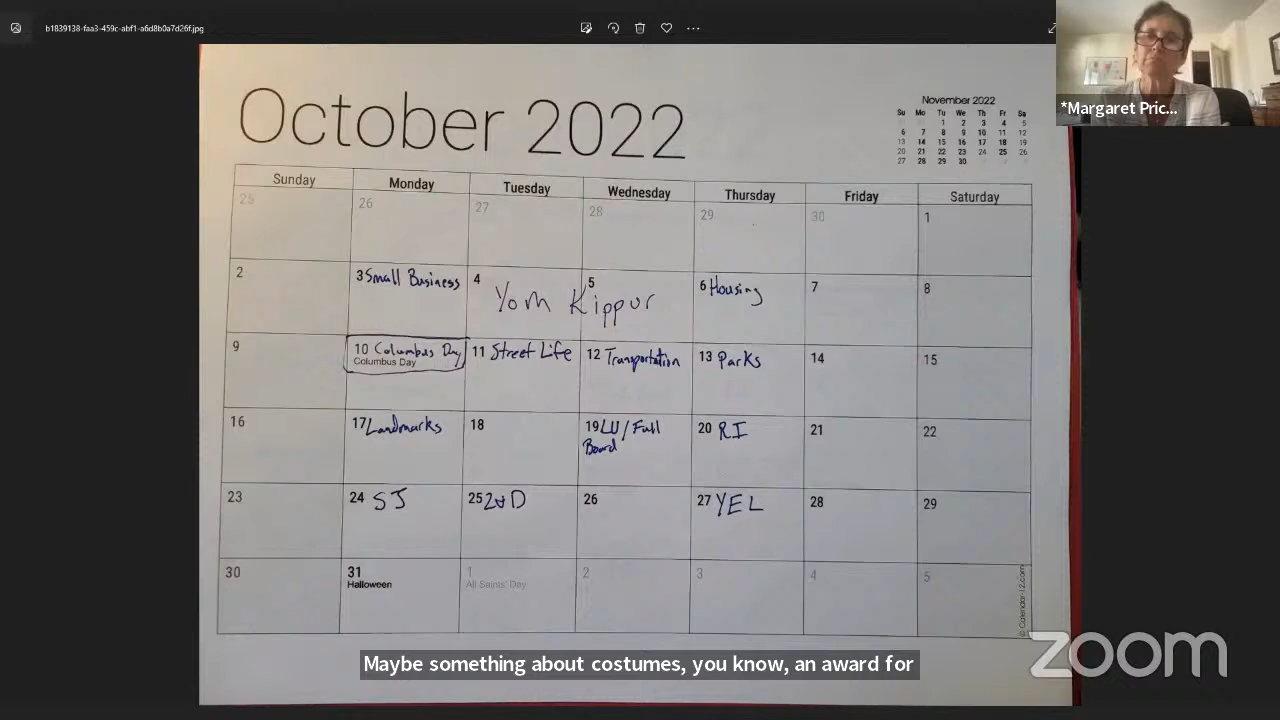 b1839138-faa3-459c-abf1-a6d8b0a7d26f.jpg
*Margaret Pric...
October 2022
November 2022
Su Mo Tu We Th Fr Sa
1 2 3 4 5
6 7 8 9 10 11 12
13 14 15 16 17 18 19
20 21 22 23 24 25 26
27 28 29 30
Sunday Monday Tuesday Wednesday Thursday Friday Saturday
25 26 27 28 29 30 1
2 3 Small Business 4 5 6 Housing 7 8
Yom Kippur
9 10 Columbus Day 11 Street Life 12 Transportation 13 Parks 14 15
Columbus Day
16 17 Landmarks 18 19 LU/Full 20 RI 21 22
Board
23 24 SJ 25 26 27 YEL 28 29
30 31 1 2 3 4 5
Halloween All Saints' Day
© Calendar-12.com
zoom
Maybe something about costumes, you know, an award for